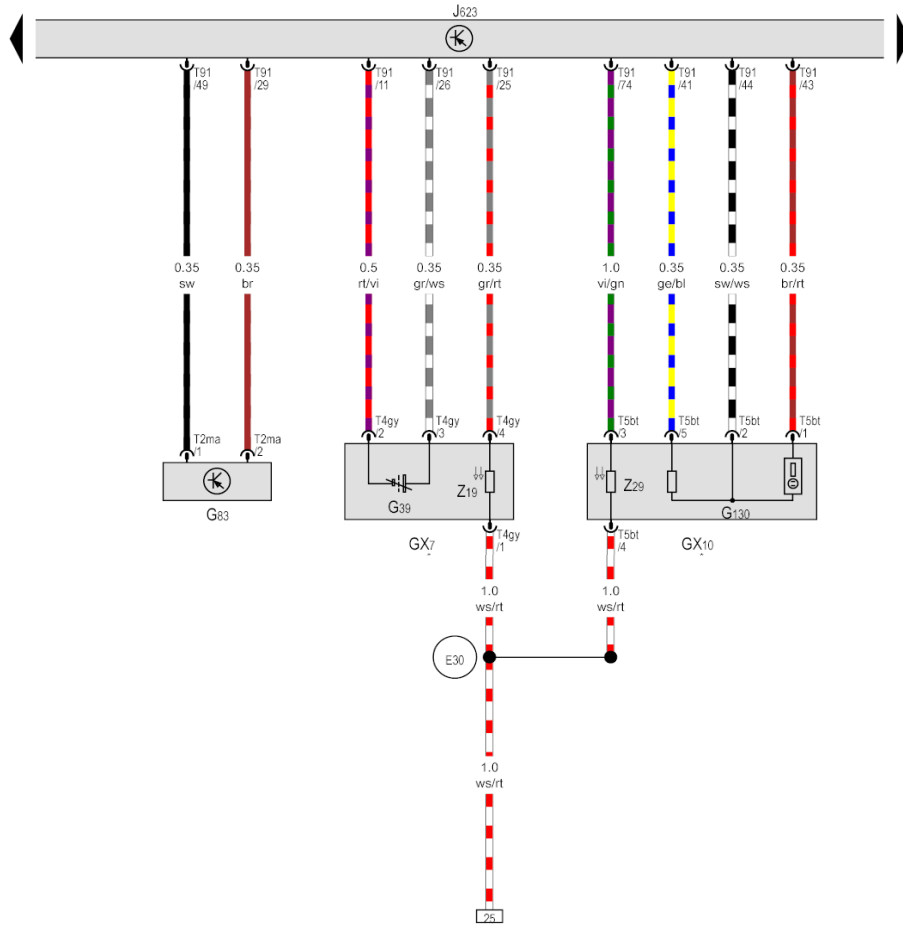 J623
T91 T91 T91 T91 T91 T91 T91 T91 T91
/49 /29 /11 /26 /25 /74 /41 /44 /43
0.35 0.35 0.5 0.35 0.35 1.0 0.35 0.35 0.35
sw br rt/vi gr/ws gr/rt vi/gn ge/bl sw/ws br/rt
T4gy T4gy T4gy T5bt T5bt T5bt T5bt
/2 /3 /4 /3 /5 /2 /1
T2ma T2ma
/1 /2
Z19 Z29
G39 G130
G83
T4gy T5bt
/1 /4
GX7 GX10
1.0 1.0
ws/rt ws/rt
E30
1.0
ws/rt
25